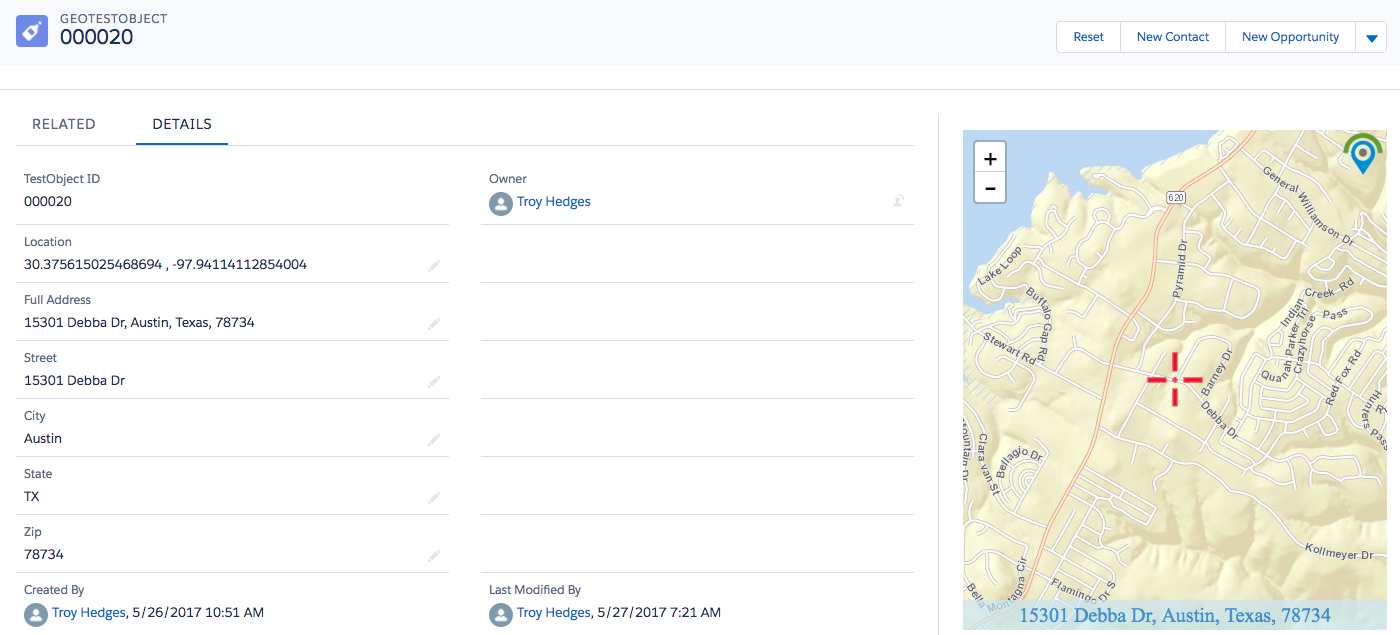 GEOTESTOBJECT
000020
Reset
New Contact
New Opportunity
RELATED
DETAILS
TestObject ID
000020
Owner
Troy Hedges
Location
30.375615025468694 , -97.94114112854004
Full Address
15301 Debba Dr, Austin, Texas, 78734
Street
15301 Debba Dr
City
Austin
State
TX
Zip
78734
Created By
Troy Hedges, 5/26/2017 10:51 AM
Last Modified By
Troy Hedges, 5/27/2017 7:21 AM
+
-
620
General Williamson Dr
Pyramid Dr
Lake Loop
Buffalo Gap Rd
Stewart Rd
Indian Creek Rd
Pass
Quanah Parker Trl
Crazyhorse
Red Fox Rd
Hunters Pass
Barney Dr
Debba Dr
Mountain Dr
Clara van St
Bellagio Dr
Kollmeyer Dr
Flamingo Dr S
Bella Montagna Cir
15301 Debba Dr, Austin, Texas, 78734